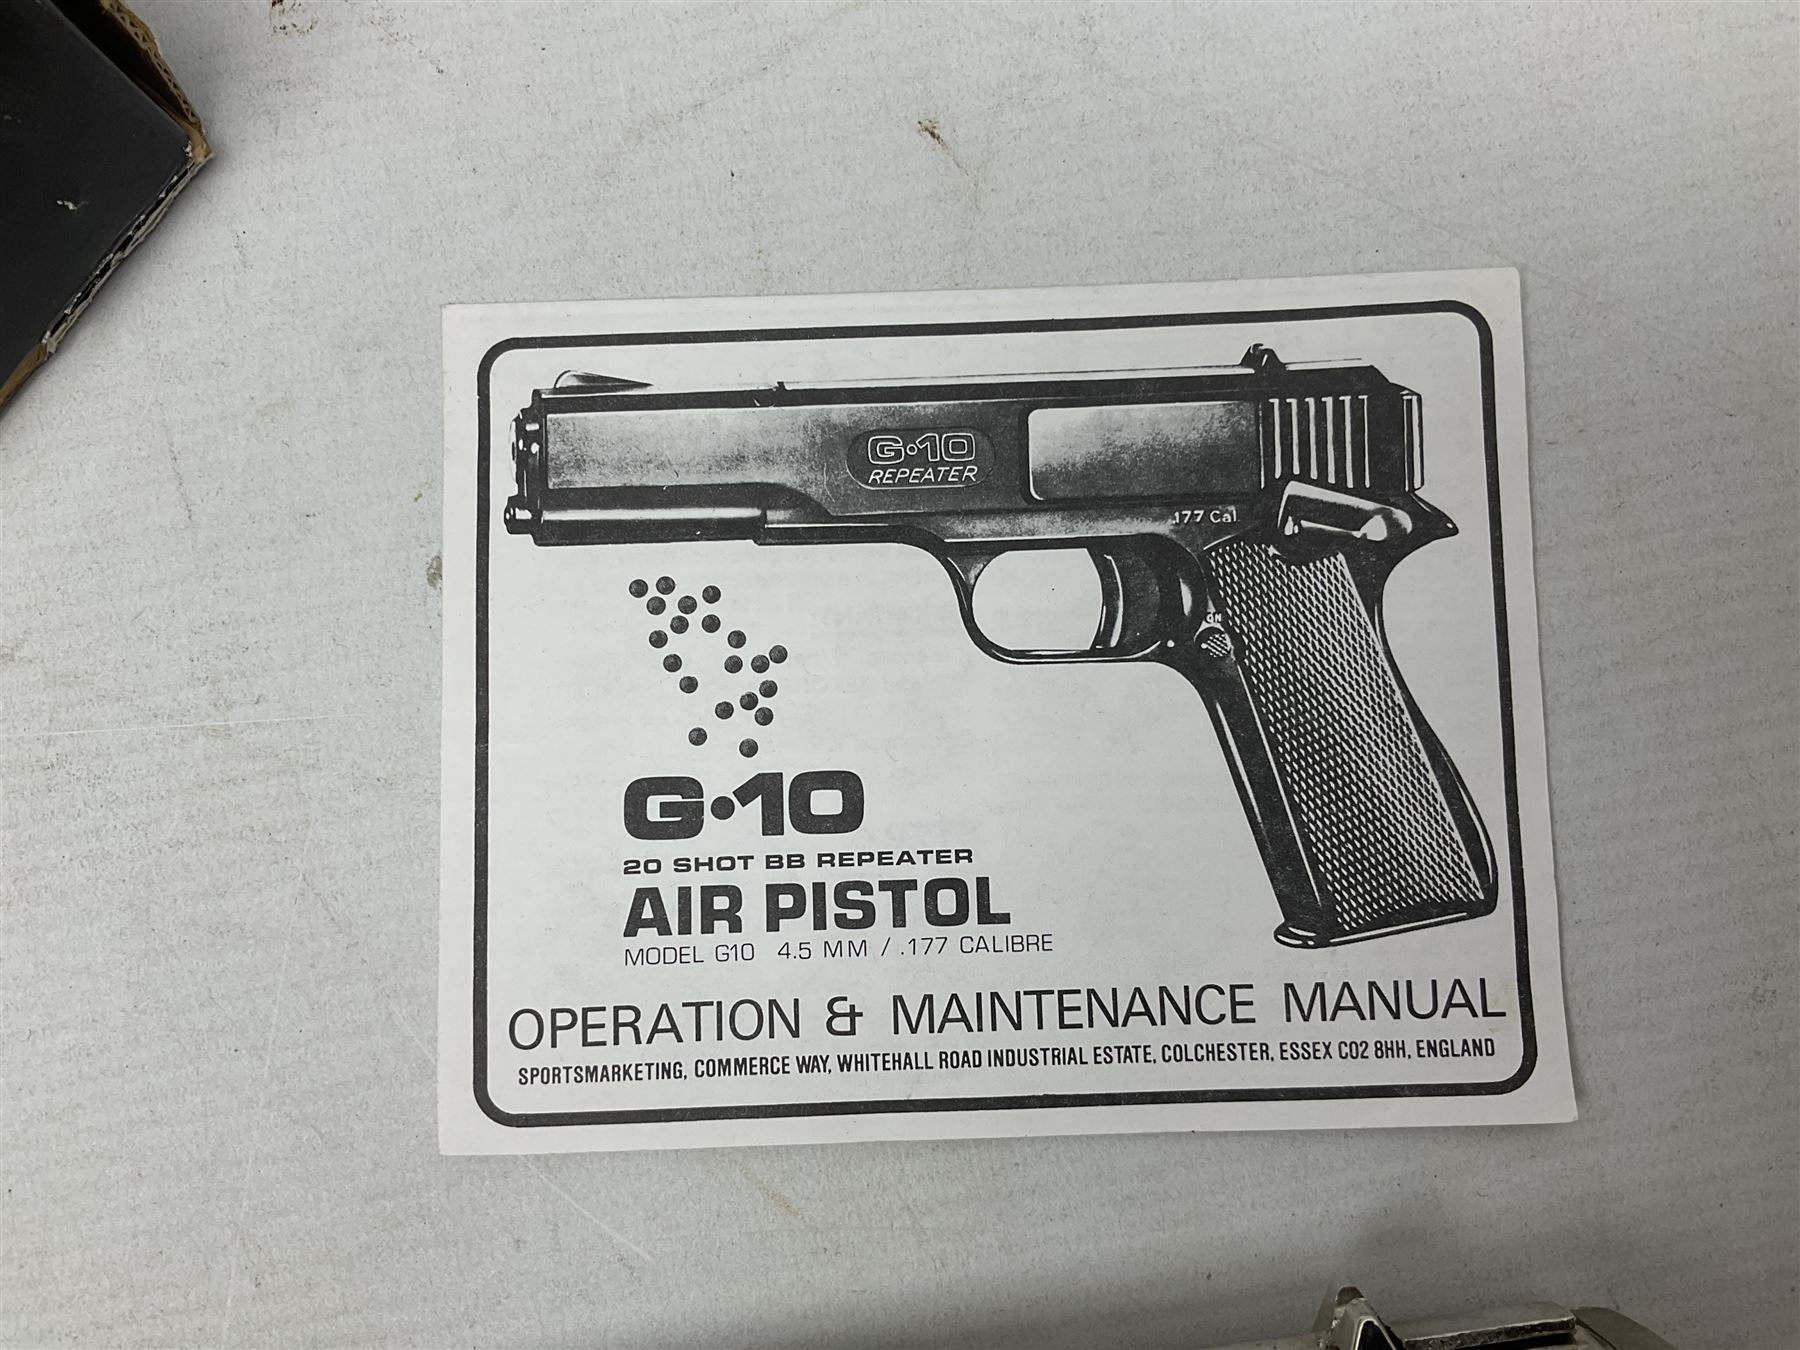 G•10
REPEATER
.177 Cal.
ON
G•10
20 SHOT BB REPEATER
AIR PISTOL
MODEL G10 4.5 MM / .177 CALIBRE
OPERATION & MAINTENANCE MANUAL
SPORTSMARKETING, COMMERCE WAY, WHITEHALL ROAD INDUSTRIAL ESTATE, COLCHESTER, ESSEX CO2 8HH, ENGLAND